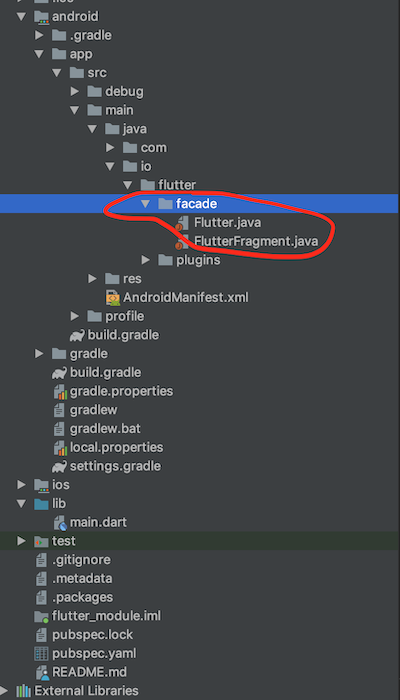 android
.gradle
app
src
debug
main
java
com
io
flutter
facade
Flutter.java
FlutterFragment.java
plugins
res
AndroidManifest.xml
profile
build.gradle
gradle
build.gradle
gradle.properties
gradlew
gradlew.bat
local.properties
settings.gradle
ios
lib
main.dart
test
.gitignore
.metadata
.packages
flutter_module.iml
pubspec.lock
pubspec.yaml
README.md
External Libraries